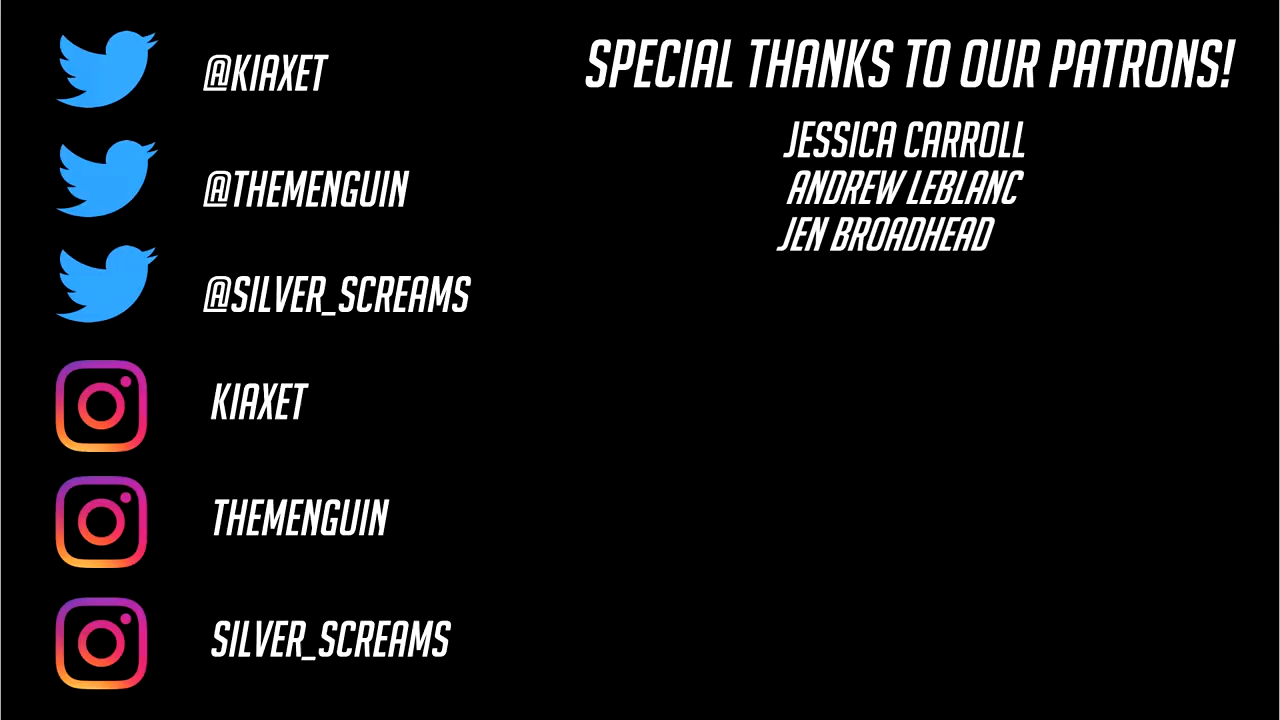 @KIAXET
@THEMENGUIN
@SILVER_SCREAMS
KIAXET
THEMENGUIN
SILVER_SCREAMS
SPECIAL THANKS TO OUR PATRONS!
JESSICA CARROLL
ANDREW LEBLANC
JEN BROADHEAD